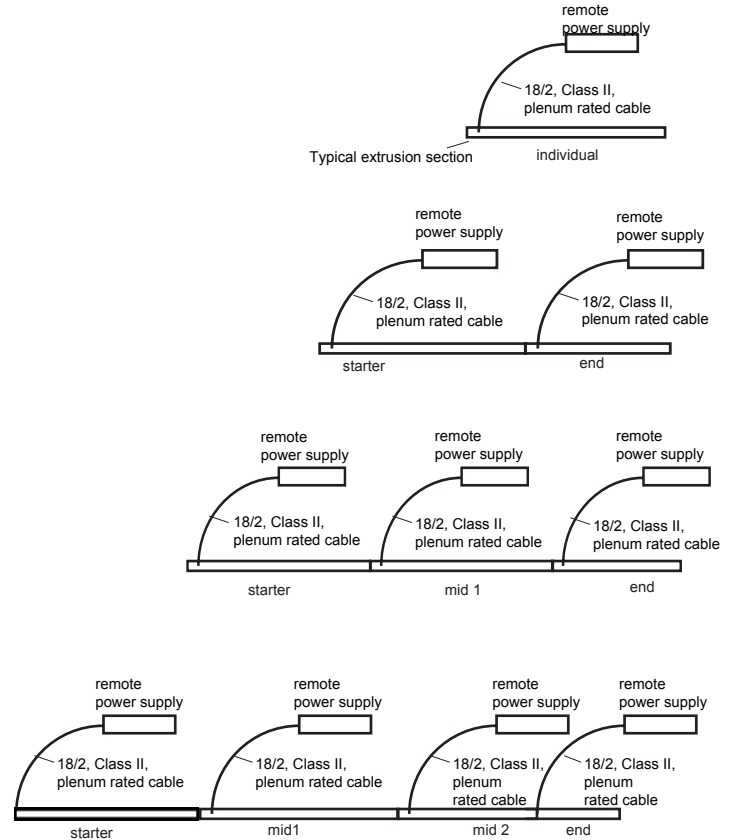 remote
power supply
18/2, Class II,
plenum rated cable
Typical extrusion section
individual
remote
power supply
remote
power supply
18/2, Class II,
plenum rated cable
18/2, Class II,
plenum rated cable
starter
end
remote
power supply
remote
power supply
remote
power supply
18/2, Class II,
plenum rated cable
18/2, Class II,
plenum rated cable
18/2, Class II,
plenum rated cable
starter
mid 1
end
remote
power supply
remote
power supply
remote
power supply
remote
power supply
18/2, Class II,
plenum rated cable
18/2, Class II,
plenum rated cable
18/2, Class II,
plenum
rated cable
18/2, Class II,
plenum
rated cable
starter
mid1
mid 2
end